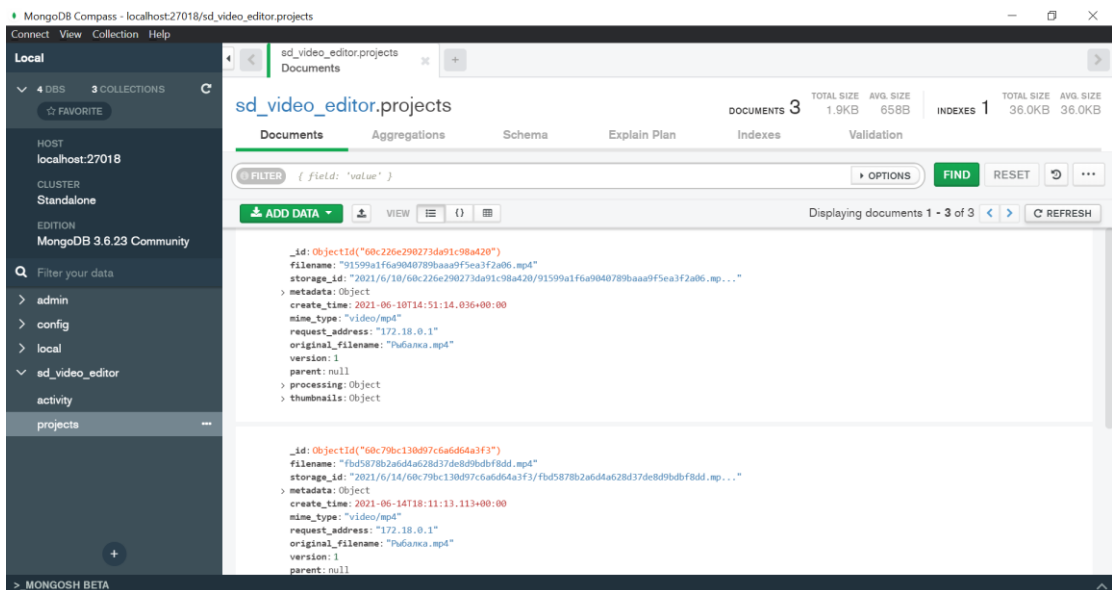 MongoDB Compass - localhost:27018/sd_video_editor.projects
Connect View Collection Help
Local
4 DBS 3 COLLECTIONS
FAVORITE
HOST
localhost:27018
CLUSTER
Standalone
EDITION
MongoDB 3.6.23 Community
Filter your data
admin
config
local
sd_video_editor
activity
projects
>_MONGOSH BETA
sd_video_editor.projects
Documents
sd_video_editor.projects
DOCUMENTS 3 TOTAL SIZE 1.9KB AVG. SIZE 658B INDEXES 1 TOTAL SIZE 36.0KB AVG. SIZE 36.0KB
Documents Aggregations Schema Explain Plan Indexes Validation
FILTER { field: 'value' } OPTIONS FIND RESET
ADD DATA VIEW {} Displaying documents 1 - 3 of 3 < > REFRESH
_id: ObjectId("60c226e290273da91c98a420")
filename: "91599a1f6a9040789baaa9f5ea3f2a06.mp4"
storage_id: "2021/6/10/60c226e290273da91c98a420/91599a1f6a9040789baaa9f5ea3f2a06.mp..."
> metadata: Object
create_time: 2021-06-10T14:51:14.036+00:00
mime_type: "video/mp4"
request_address: "172.18.0.1"
original_filename: "Рыбалка.mp4"
version: 1
parent: null
> processing: Object
> thumbnails: Object
_id: ObjectId("60c79bc130d97c6a6d64a3f3")
filename: "fbd5878b2a6d4a628d37de8d9bdbf8dd.mp4"
storage_id: "2021/6/14/60c79bc130d97c6a6d64a3f3/fbd5878b2a6d4a628d37de8d9bdbf8dd.mp..."
> metadata: Object
create_time: 2021-06-14T18:11:13.113+00:00
mime_type: "video/mp4"
request_address: "172.18.0.1"
original_filename: "Рыбалка.mp4"
version: 1
parent: null